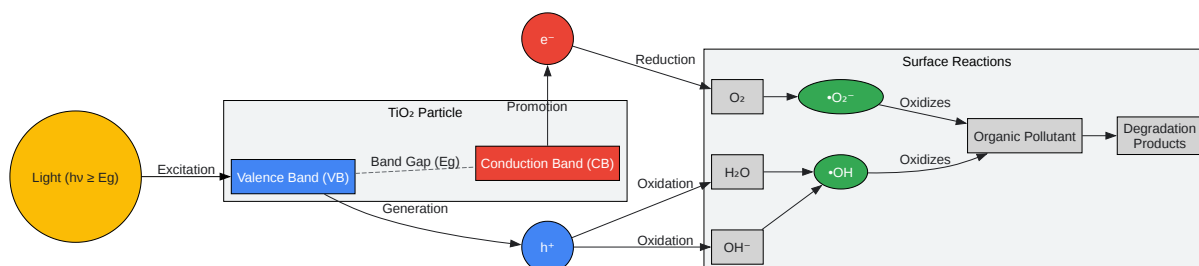 e⁻
Reduction
Surface Reactions
O₂
•O₂⁻
Oxidizes
Promotion
TiO₂ Particle
Organic Pollutant
Degradation
Products
Light (hν ≥ Eg)
Excitation
Valence Band (VB)
Band Gap (Eg)
Conduction Band (CB)
Oxidation
H₂O
•OH
Oxidizes
Generation
h⁺
Oxidation
OH⁻